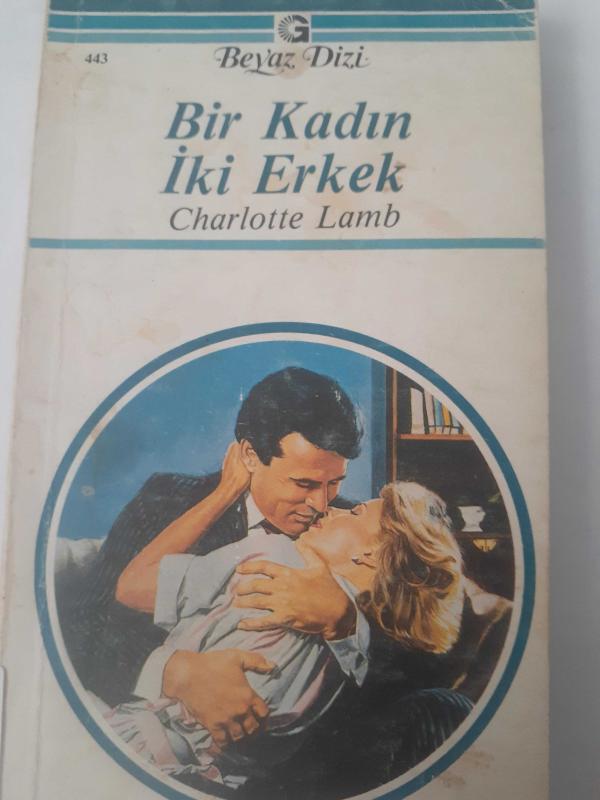 G
443
Beyaz Dizi
Bir Kadın
İki Erkek
Charlotte Lamb